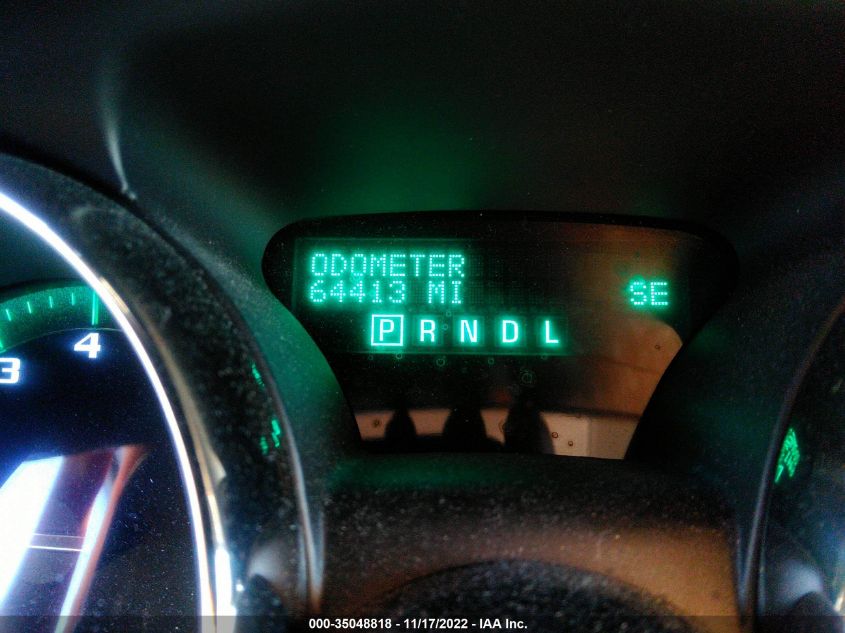 ODOMETER
64413 MI
SE
P R N D L
4
3
000-35048818 - 11/17/2022 - IAA Inc.